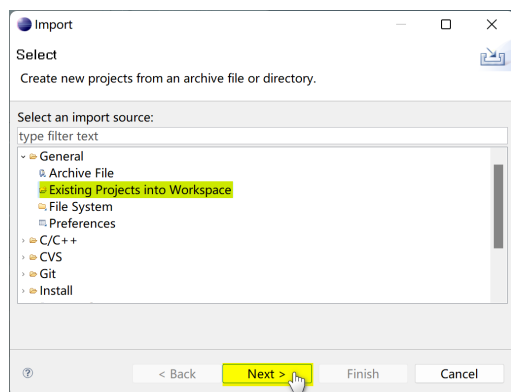 Import
Select
Create new projects from an archive file or directory.
Select an import source:
type filter text
General
Archive File
Existing Projects into Workspace
File System
Preferences
C/C++
CVS
Git
Install
< Back Next > Finish Cancel